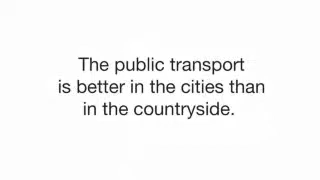 The public transport
is better in the cities than
in the countryside.